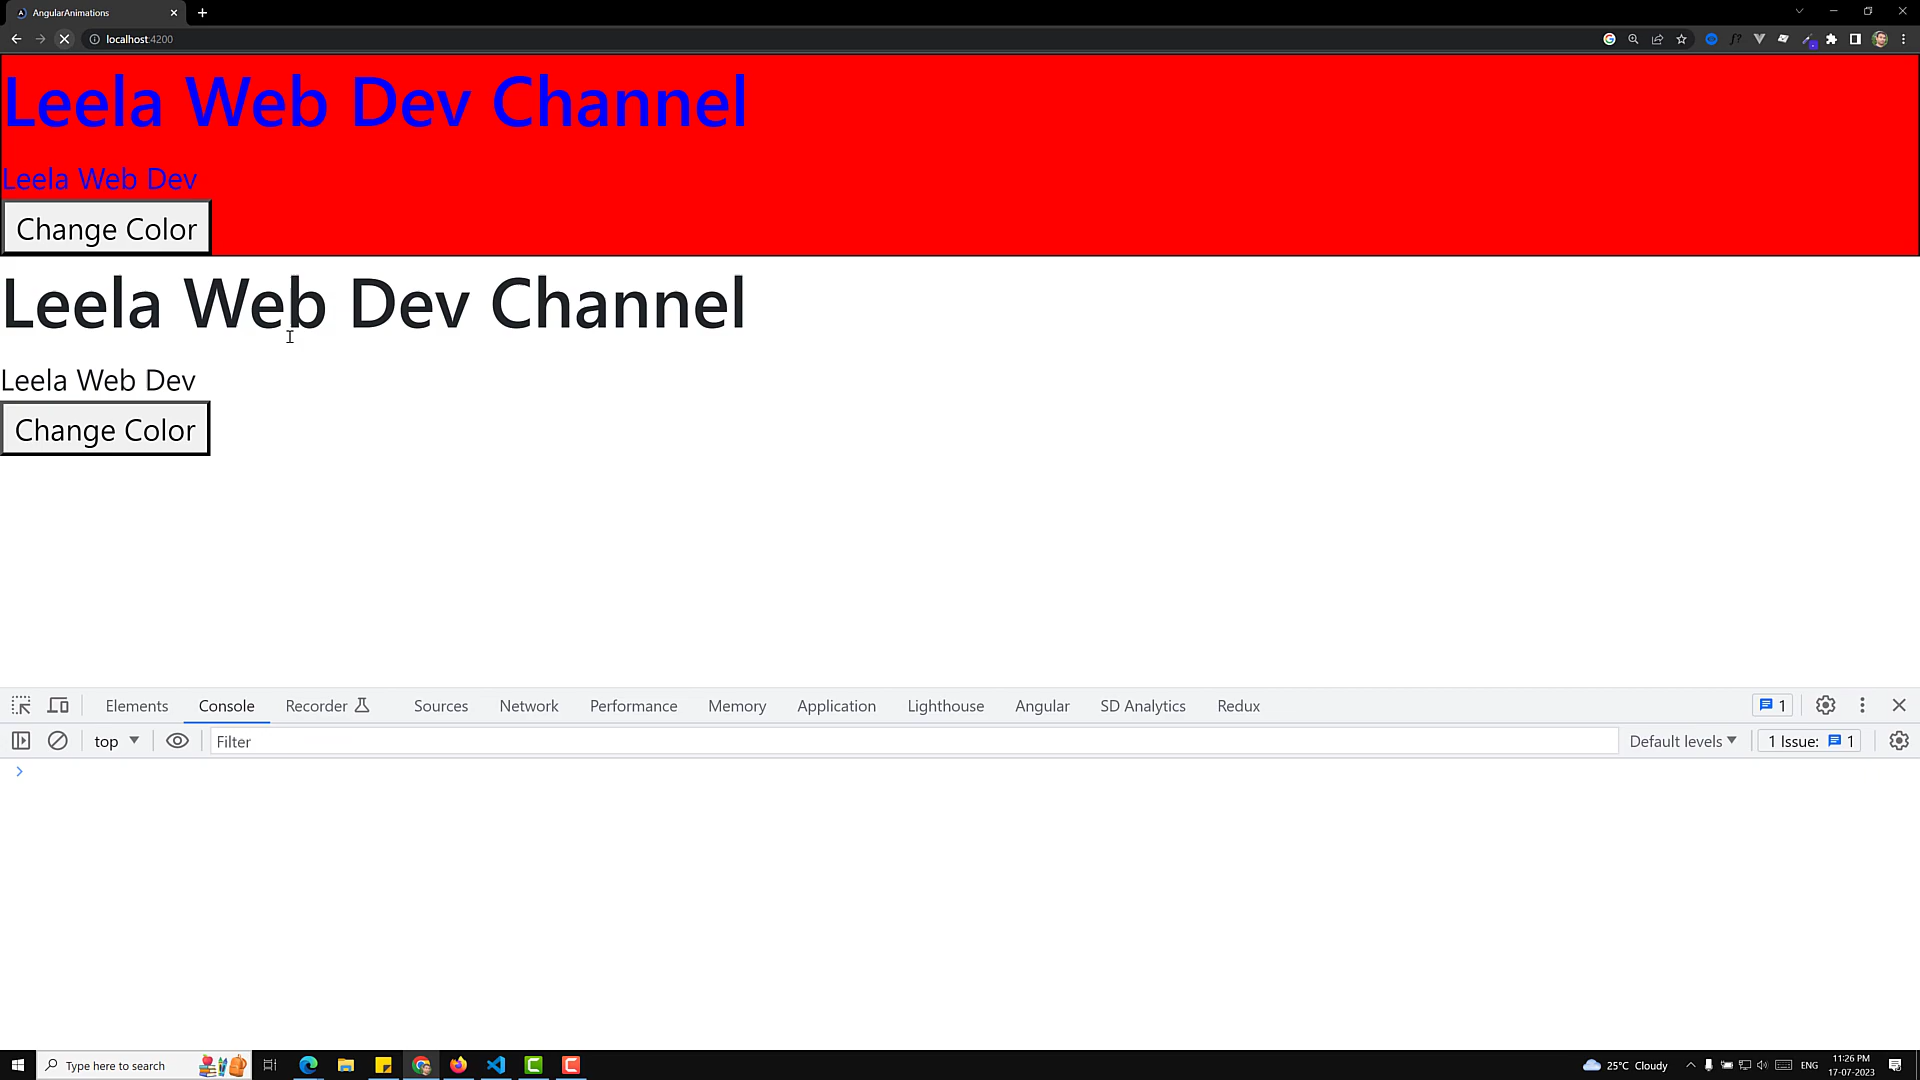 AngularAnimations
localhost:4200
Leela Web Dev Channel
Leela Web Dev
Change Color
Leela Web Dev Channel
Leela Web Dev
Change Color
Elements Console Recorder Sources Network Performance Memory Application Lighthouse Angular SD Analytics Redux 1
top Filter Default levels 1 Issue: 1
Type here to search 25°C Cloudy ENG 11:26 PM
17-07-2023